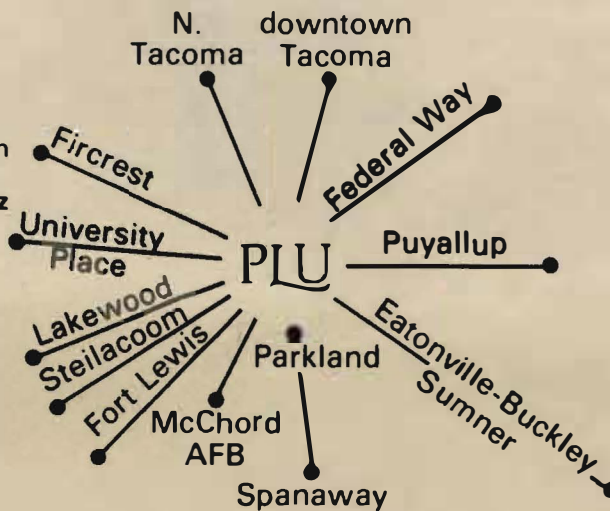 N.
Tacoma
downtown
Tacoma
Fircrest
Federal Way
University
Place
PLU
Puyallup
Lakewood
Steilacoom
Fort Lewis
McChord
AFB
Parkland
Eatonville-Buckley
Sumner
Spanaway